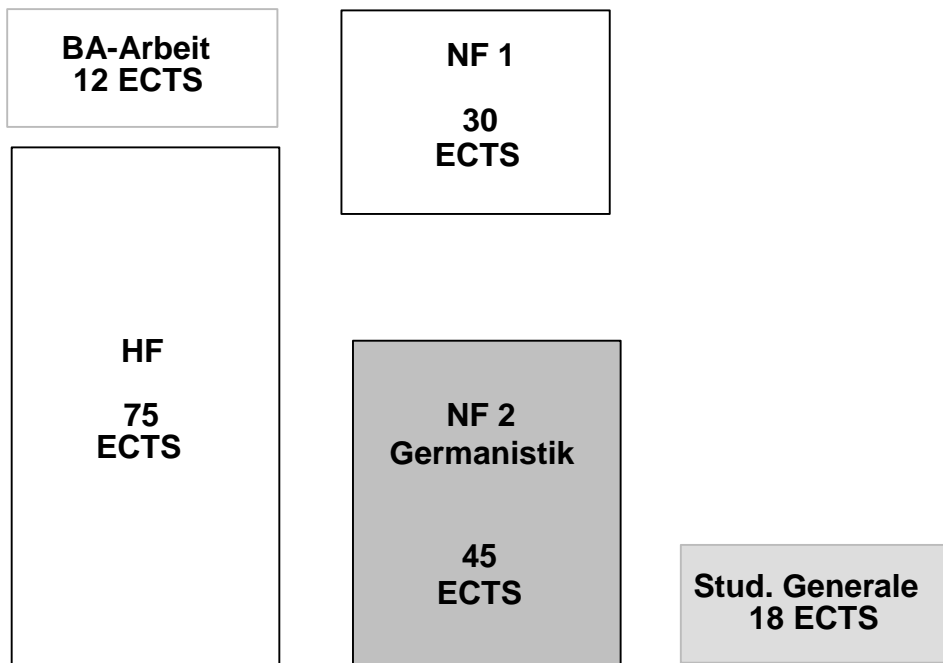 BA-Arbeit
12 ECTS
NF 1
30
ECTS
HF
75
ECTS
NF 2
Germanistik
45
ECTS
Stud. Generale
18 ECTS